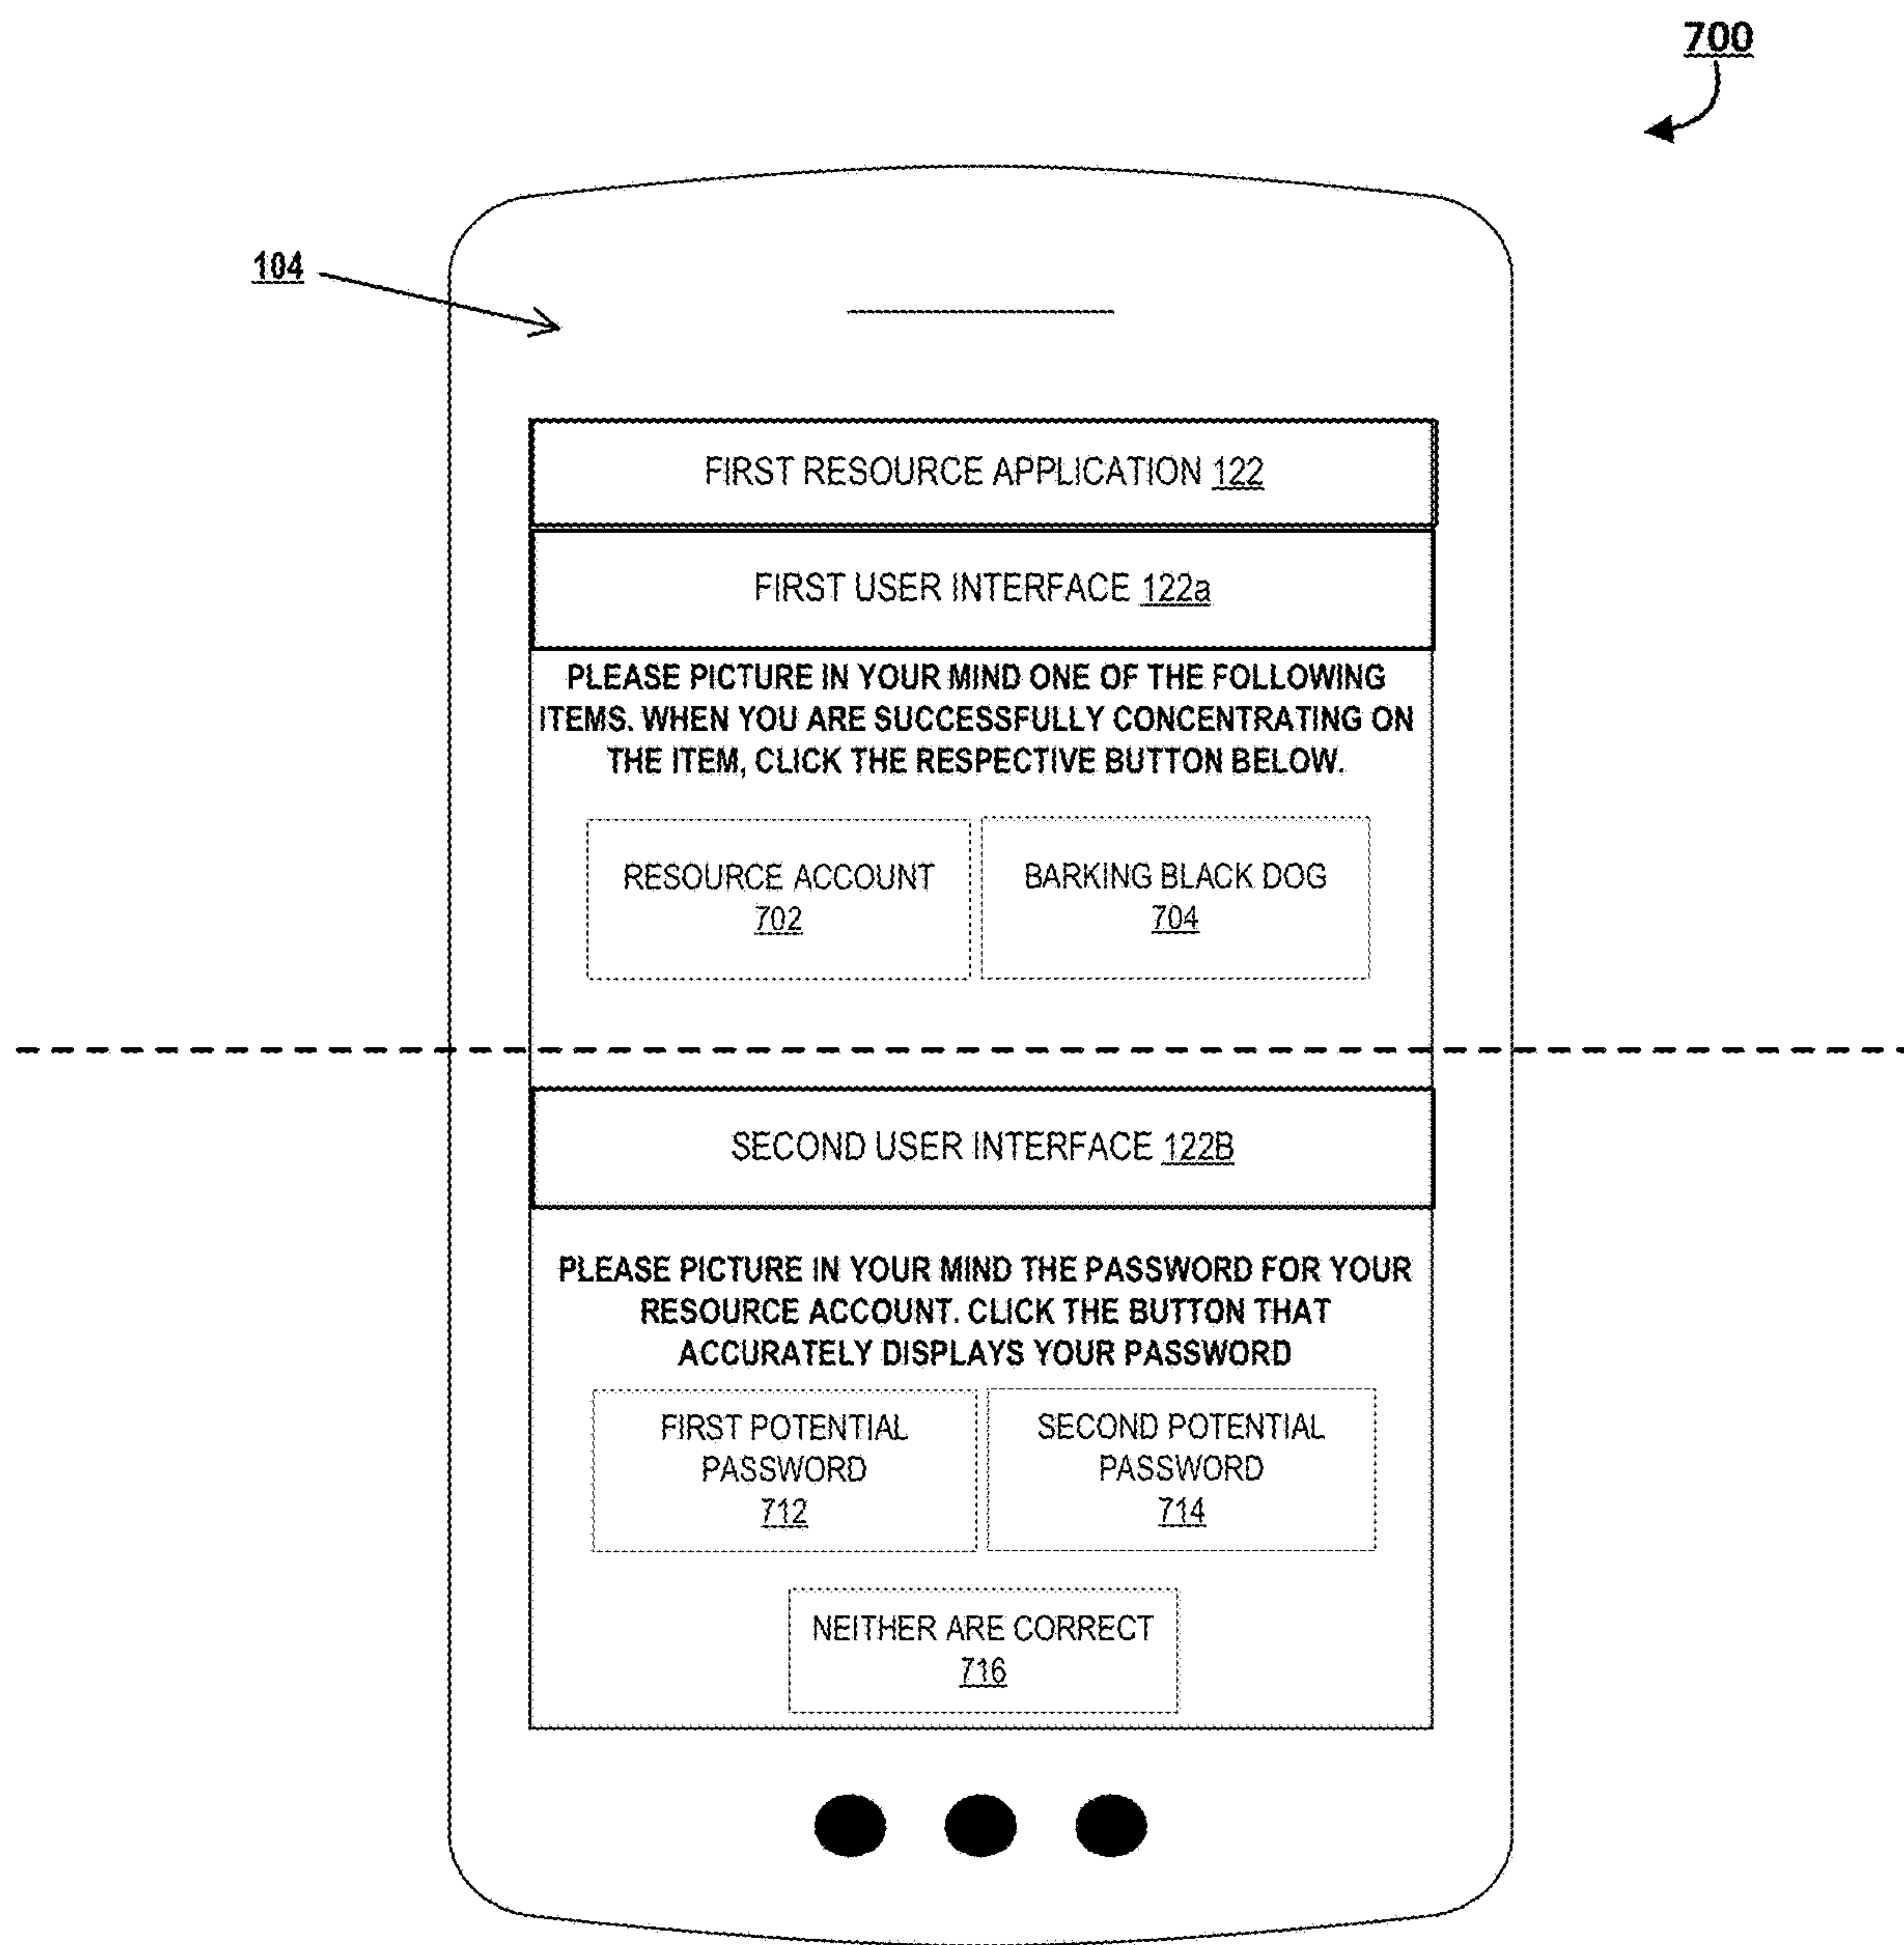 700
104
FIRST RESOURCE APPLICATION 122
FIRST USER INTERFACE 122a
PLEASE PICTURE IN YOUR MIND ONE OF THE FOLLOWING
ITEMS. WHEN YOU ARE SUCCESSFULLY CONCENTRATING ON
THE ITEM, CLICK THE RESPECTIVE BUTTON BELOW.
RESOURCE ACCOUNT
702
BARKING BLACK DOG
704
SECOND USER INTERFACE 122B
PLEASE PICTURE IN YOUR MIND THE PASSWORD FOR YOUR
RESOURCE ACCOUNT. CLICK THE BUTTON THAT
ACCURATELY DISPLAYS YOUR PASSWORD
FIRST POTENTIAL
PASSWORD
712
SECOND POTENTIAL
PASSWORD
714
NEITHER ARE CORRECT
716